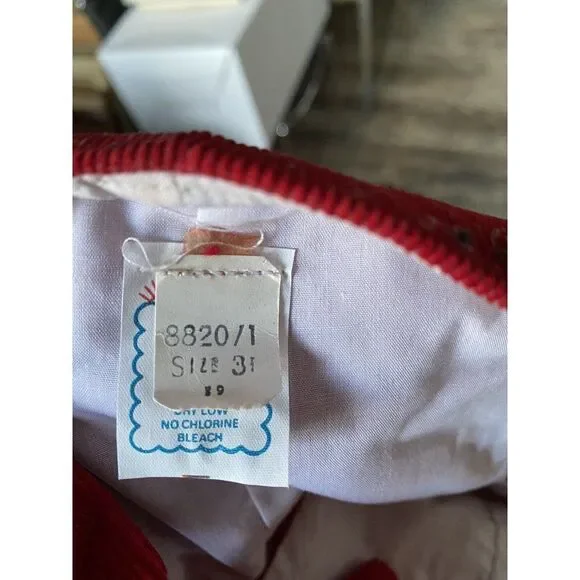 8820/1
SIZE 3T
DRY LOW
NO CHLORINE
BLEACH